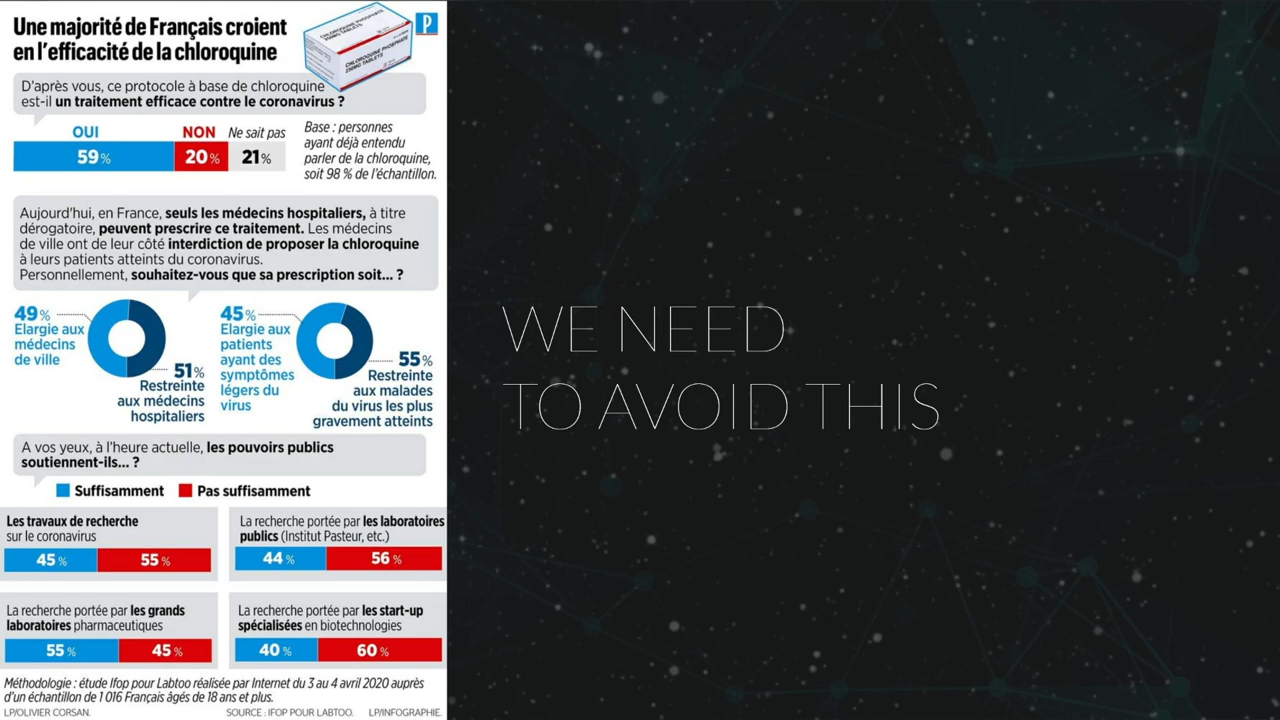 Une majorité de Français croient
en l'efficacité de la chloroquine
CHLOROQUINE PHOSPHATE
250MG TABLETS
CHLOROQUINE PHOSPHATE
250MG TABLETS
P
D'après vous, ce protocole à base de chloroquine
est-il un traitement efficace contre le coronavirus ?
OUI NON Ne sait pas
59% 20% 21%
Base : personnes
ayant déjà entendu
parler de la chloroquine,
soit 98 % de l'échantillon.
Aujourd'hui, en France, seuls les médecins hospitaliers, à titre
dérogatoire, peuvent prescrire ce traitement. Les médecins
de ville ont de leur côté interdiction de proposer la chloroquine
à leurs patients atteints du coronavirus.
Personnellement, souhaitez-vous que sa prescription soit... ?
49%
Elargie aux
médecins
de ville
51%
Restreinte
aux médecins
hospitaliers
45%
Elargie aux
patients
ayant des
symptômes
légers du
virus
55%
Restreinte
aux malades
du virus les plus
gravement atteints
A vos yeux, à l'heure actuelle, les pouvoirs publics
soutiennent-ils... ?
Suffisamment Pas suffisamment
Les travaux de recherche
sur le coronavirus
45% 55%
La recherche portée par les laboratoires
publics (Institut Pasteur, etc.)
44% 56%
La recherche portée par les grands
laboratoires pharmaceutiques
55% 45%
La recherche portée par les start-up
spécialisées en biotechnologies
40% 60%
Méthodologie : étude Ifop pour Labtoo réalisée par Internet du 3 au 4 avril 2020 auprès
d'un échantillon de 1 016 Français âgés de 18 ans et plus.
LP/OLIVIER CORSAN. SOURCE : IFOP POUR LABTOO. LP/INFOGRAPHIE.
WE NEED
TO AVOID THIS